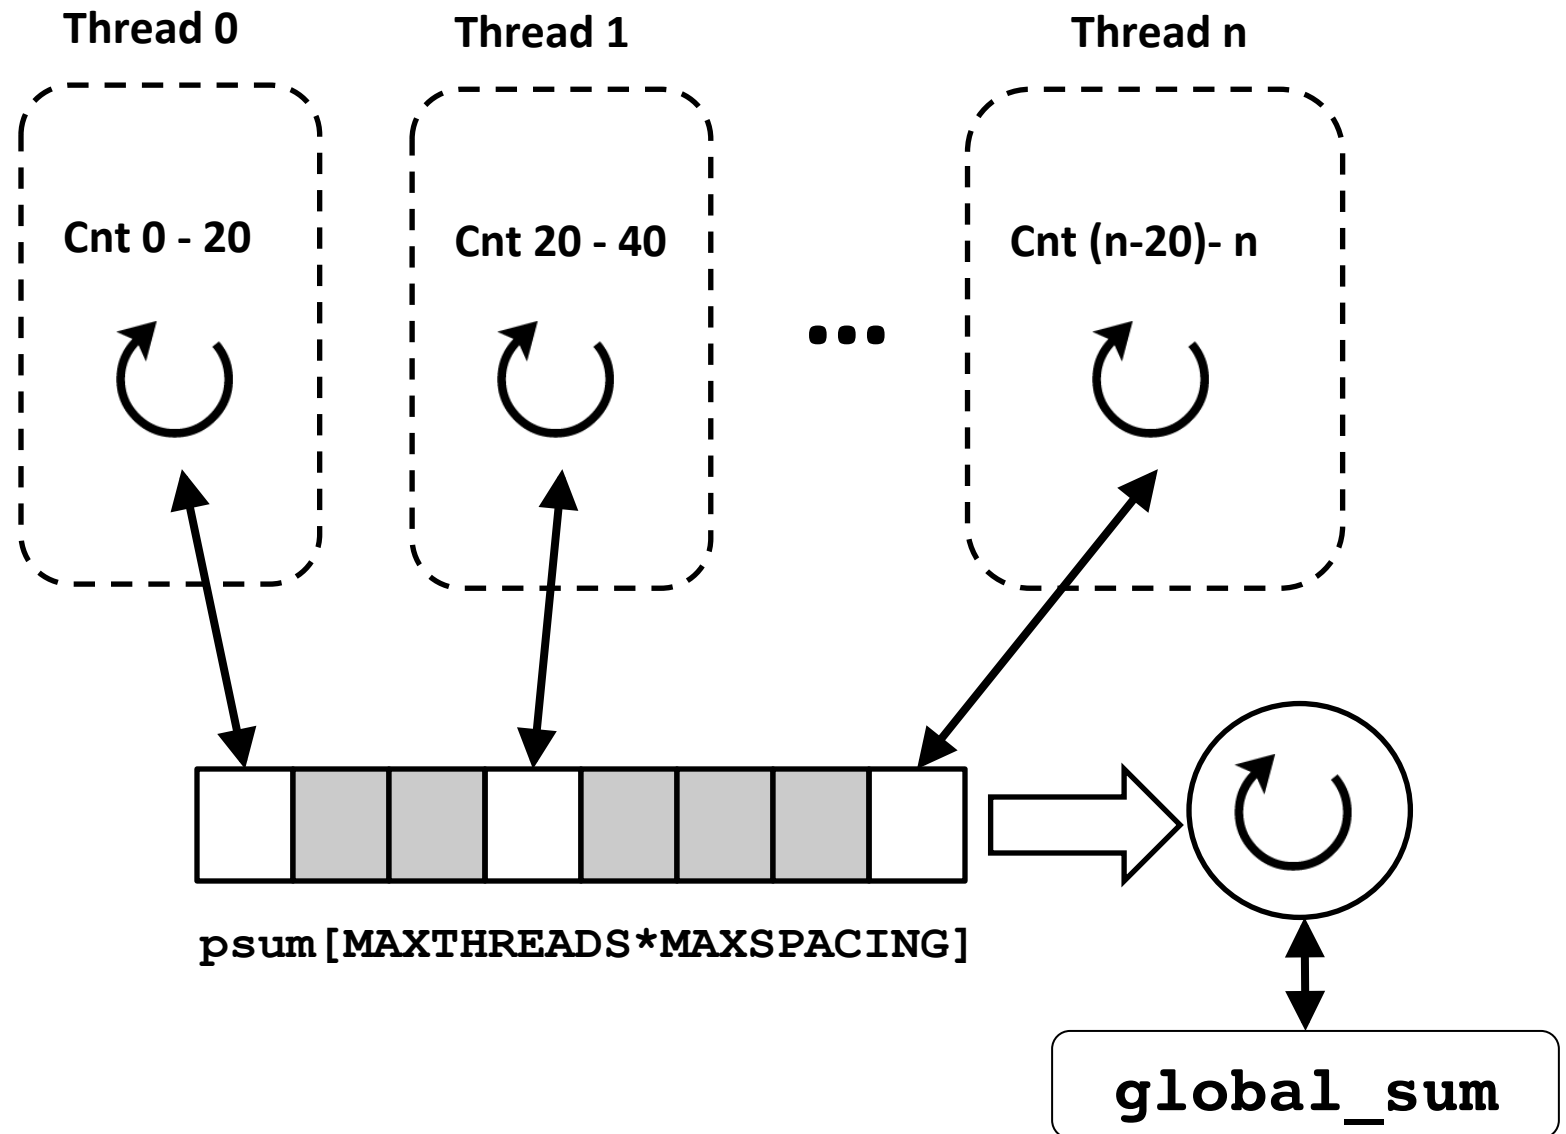 Thread 0
Thread 1
Thread n
Cnt 0 - 20
Cnt 20 - 40
Cnt (n-20)- n
...
psum[MAXTHREADS*MAXSPACING]
global_sum